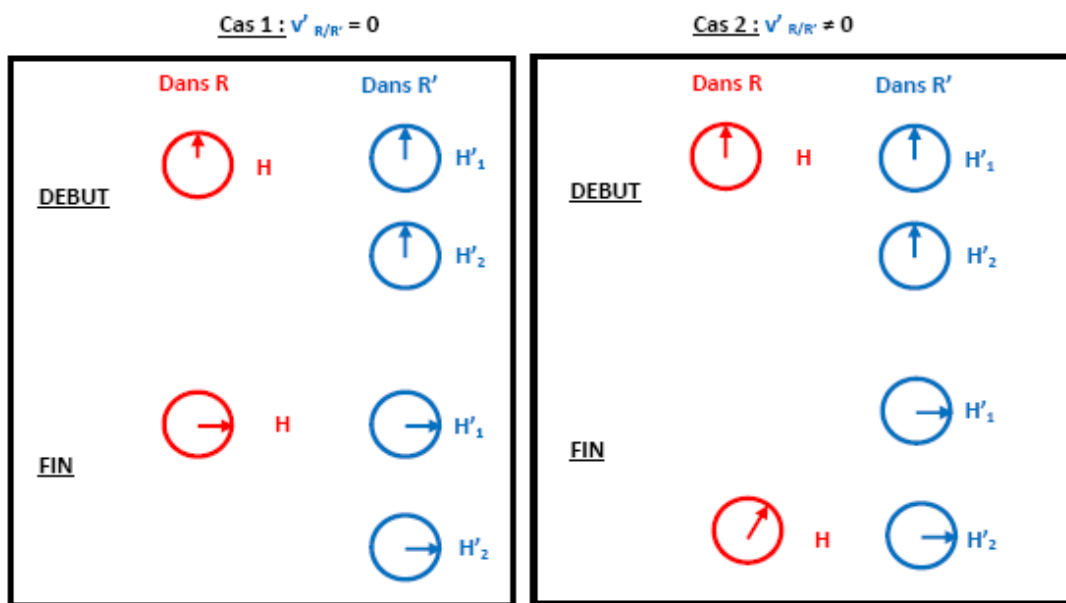 Cas 1 : v' R/R' = 0
Dans R Dans R'
H H'1
DEBUT
H'2
H H'1
FIN
H'2
Cas 2 : v' R/R' ≠ 0
Dans R Dans R'
H H'1
DEBUT
H'2
H'1
FIN
H H'2